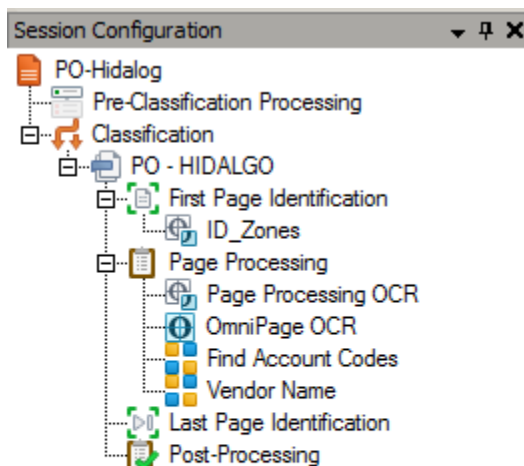 Session Configuration
PO-Hidalog
Pre-Classification Processing
Classification
PO - HIDALGO
First Page Identification
ID_Zones
Page Processing
Page Processing OCR
OmniPage OCR
Find Account Codes
Vendor Name
Last Page Identification
Post-Processing